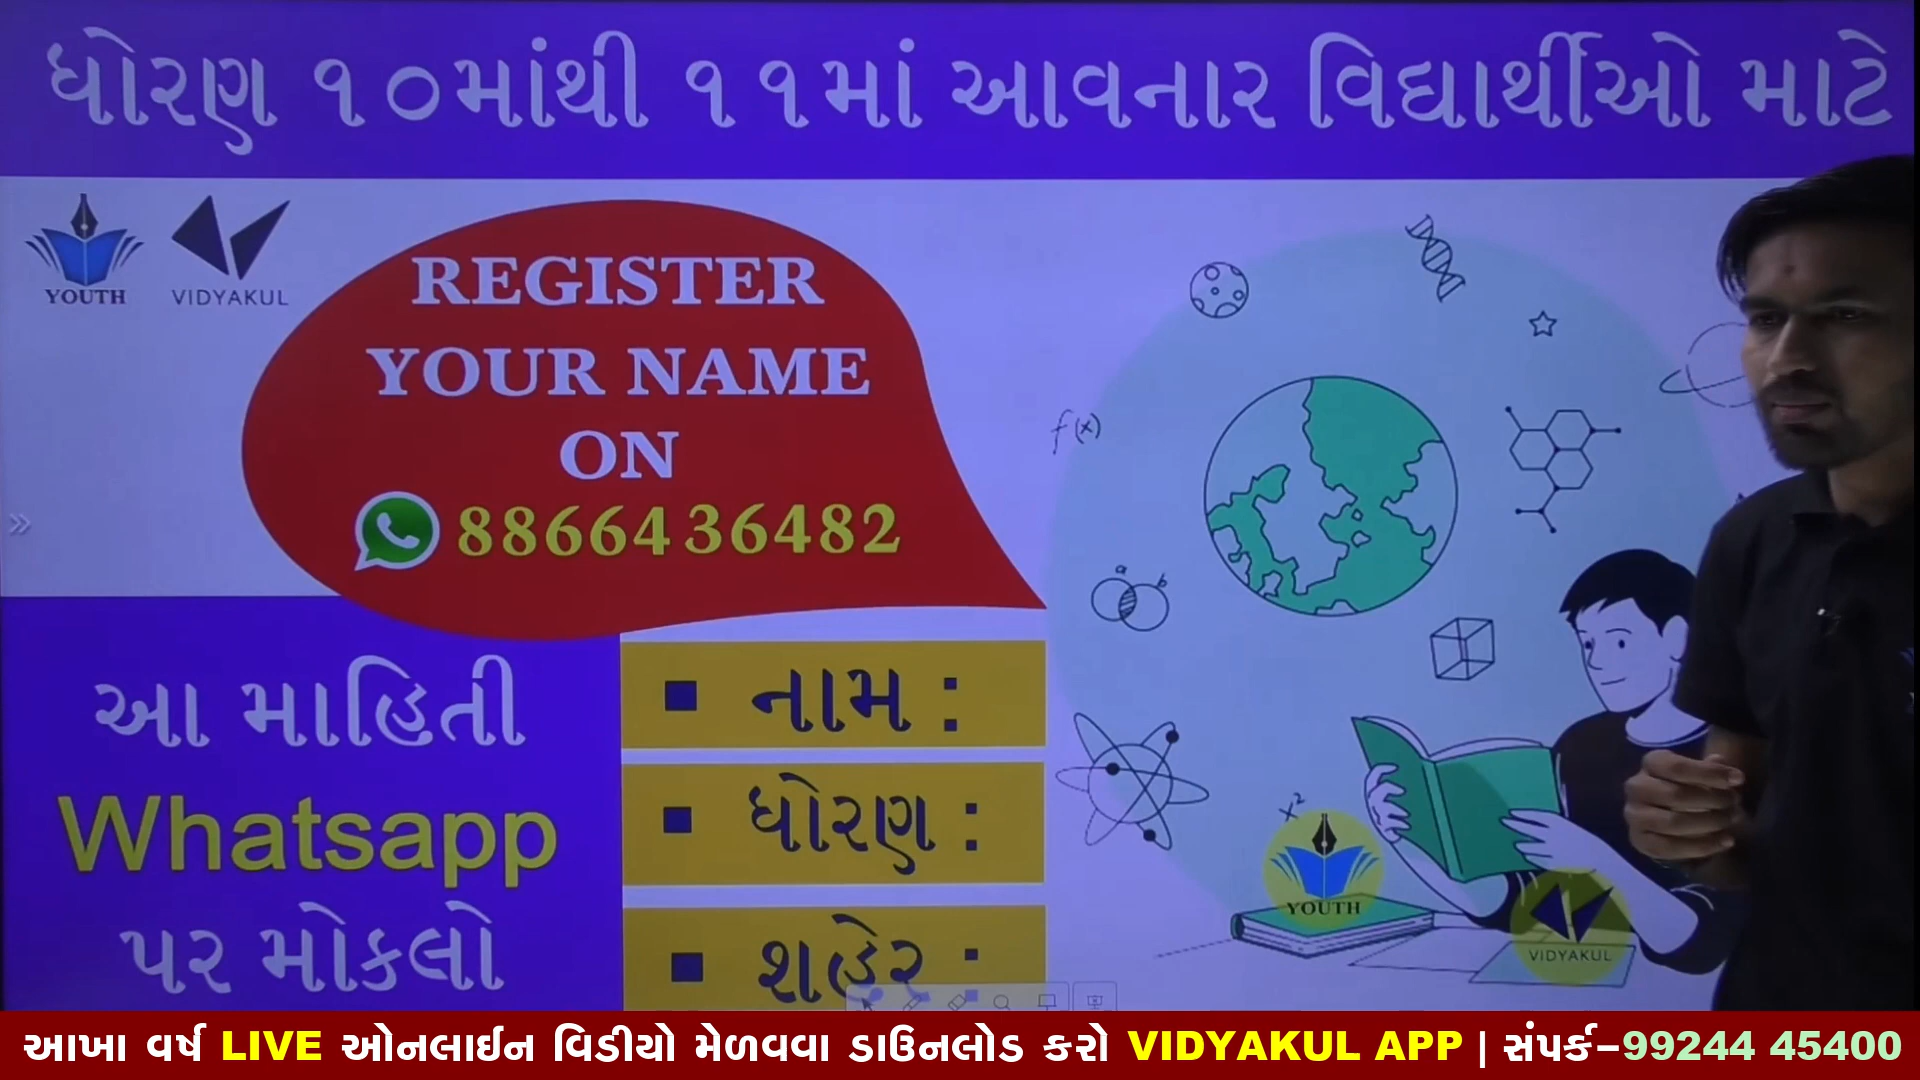 ધોરણ ૧૦માંથી ૧૧માં આવનાર વિદ્યાર્થીઓ માટે
YOUTH
VIDYAKUL
REGISTER
YOUR NAME
ON
8866436482
f(x)
a b
x²
આ માહિતી
Whatsapp
પર મોકલો
▪ નામ :
▪ ધોરણ :
▪ શહેર :
YOUTH
VIDYAKUL
આખા વર્ષ LIVE ઓનલાઈન વિડીયો મેળવવા ડાઉનલોડ કરો VIDYAKUL APP | સંપર્ક-99244 45400